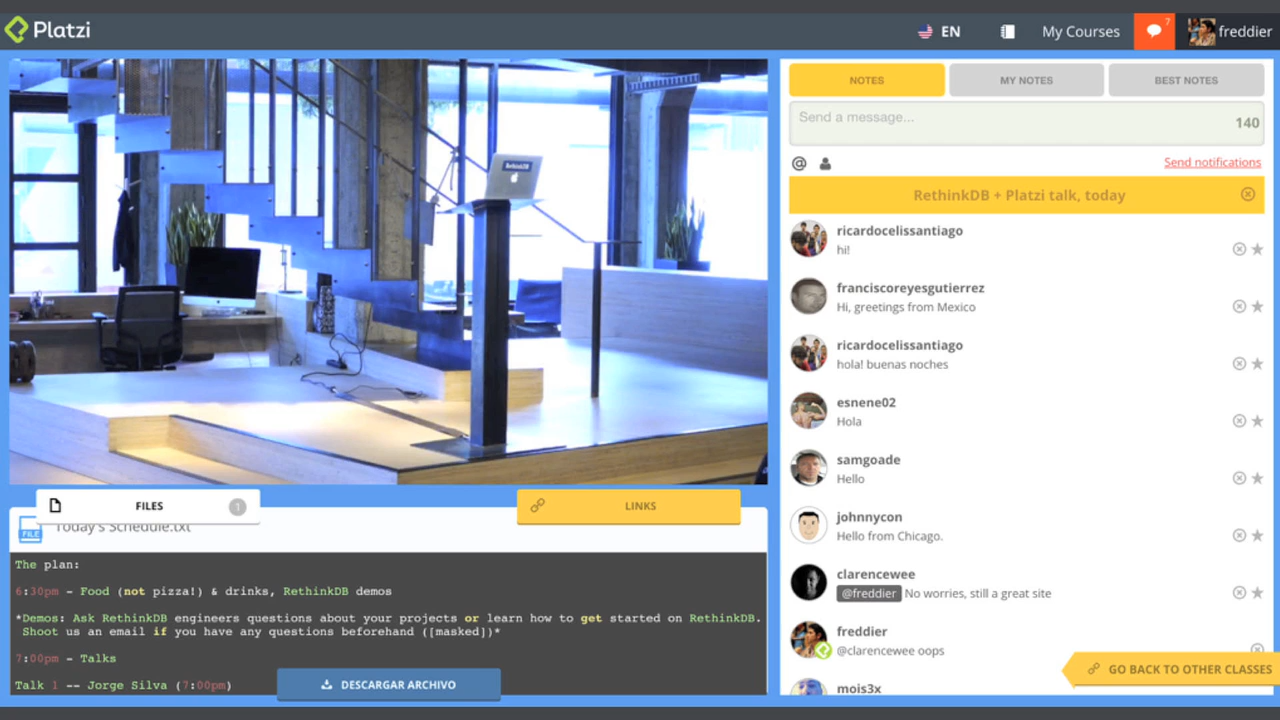 Platzi
EN
My Courses
7
freddier
NOTES
MY NOTES
BEST NOTES
Send a message...
140
@
Send notifications
RethinkDB + Platzi talk, today
RethinkDB
ricardocelissantiago
hi!
franciscoreyesgutierrez
Hi, greetings from Mexico
ricardocelissantiago
hola! buenas noches
esnene02
Hola
samgoade
Hello
johnnycon
Hello from Chicago.
clarencewee
@freddier No worries, still a great site
freddier
@clarencewee oops
mois3x
GO BACK TO OTHER CLASSES
FILES
1
LINKS
FILE
Today's Schedule.txt
The plan:
6:30pm - Food (not pizza!) & drinks, RethinkDB demos
*Demos: Ask RethinkDB engineers questions about your projects or learn how to get started on RethinkDB.
Shoot us an email if you have any questions beforehand ([masked])*
7:00pm - Talks
Talk 1 -- Jorge Silva (7:00pm)
DESCARGAR ARCHIVO